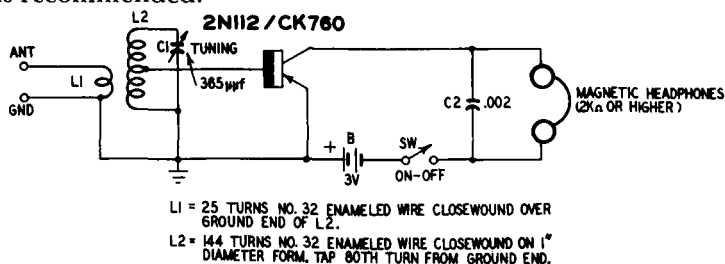 is recommended.
L2
2N112/CK760
ANT
C1
TUNING
L1
365μμf
GND
C2
.002
MAGNETIC HEADPHONES
(2KΩ OR HIGHER)
+
B
SW
3V
ON-OFF
L1 = 25 TURNS NO. 32 ENAMELED WIRE CLOSEWOUND OVER
GROUND END OF L2.
L2 = 144 TURNS NO. 32 ENAMELED WIRE CLOSEWOUND ON 1"
DIAMETER FORM, TAP 80TH TURN FROM GROUND END.